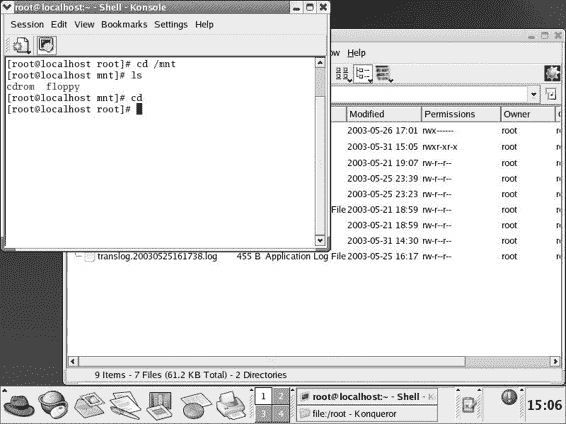 root@localhost:~ - Shell - Konsole
Session Edit View Bookmarks Settings Help
[root@localhost root]# cd /mnt
[root@localhost mnt]# ls
cdrom floppy
[root@localhost mnt]# cd
[root@localhost root]#
Help
Modified Permissions Owner
2003-05-26 17:01 rwx------ root
2003-05-31 15:05 rwxr-xr-x root
2003-05-21 19:07 rw-r--r-- root
2003-05-25 23:39 rw-r--r-- root
2003-05-25 23:23 rw-r--r-- root
File 2003-05-21 18:59 rw-r--r-- root
2003-05-21 18:59 rw-r--r-- root
2003-05-31 14:30 rw-r--r-- root
translog.20030525161738.log 455 B Application Log File 2003-05-25 16:17 rw-r--r-- root
9 Items - 7 Files (61.2 KB Total) - 2 Directories
1 2
3 4
root@localhost:~ - Shell - K
file:/root - Konqueror
15:06